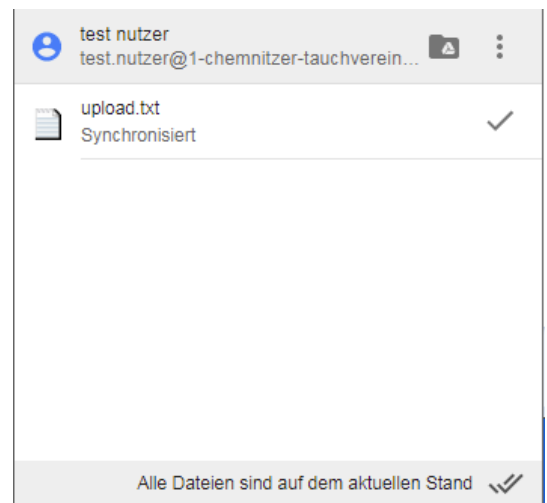 test nutzer
test.nutzer@1-chemnitzer-tauchverein...
upload.txt
Synchronisiert
Alle Dateien sind auf dem aktuellen Stand